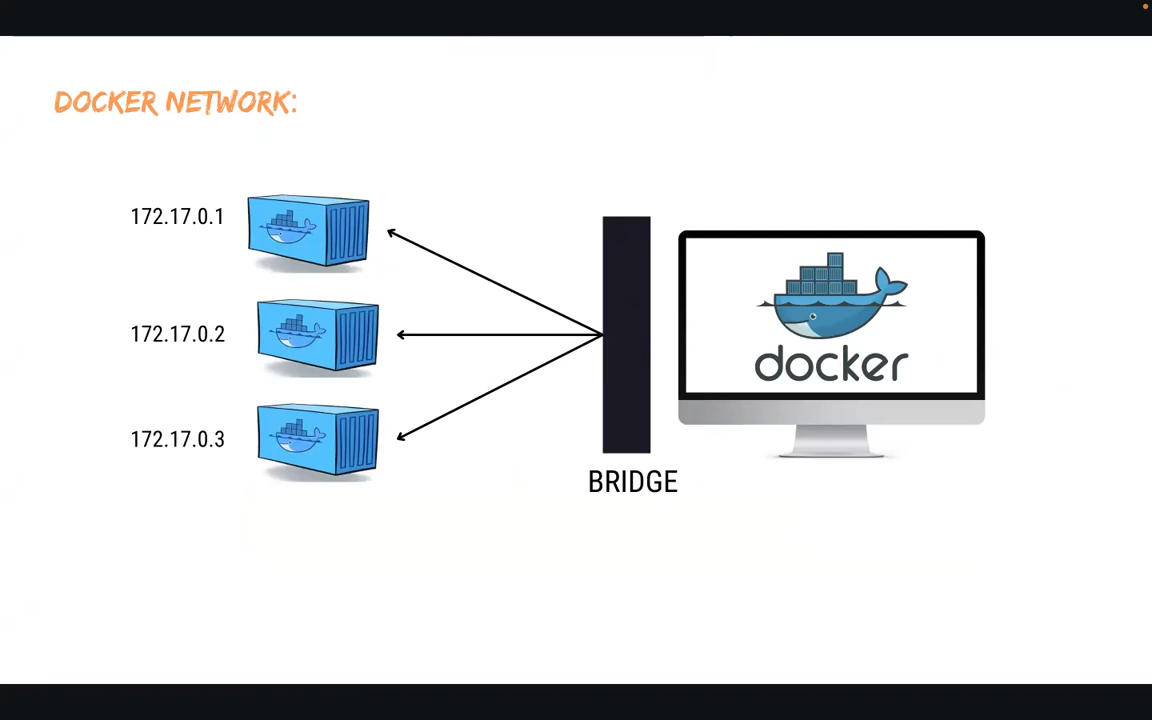 DOCKER NETWORK:
172.17.0.1
172.17.0.2
172.17.0.3
docker
BRIDGE